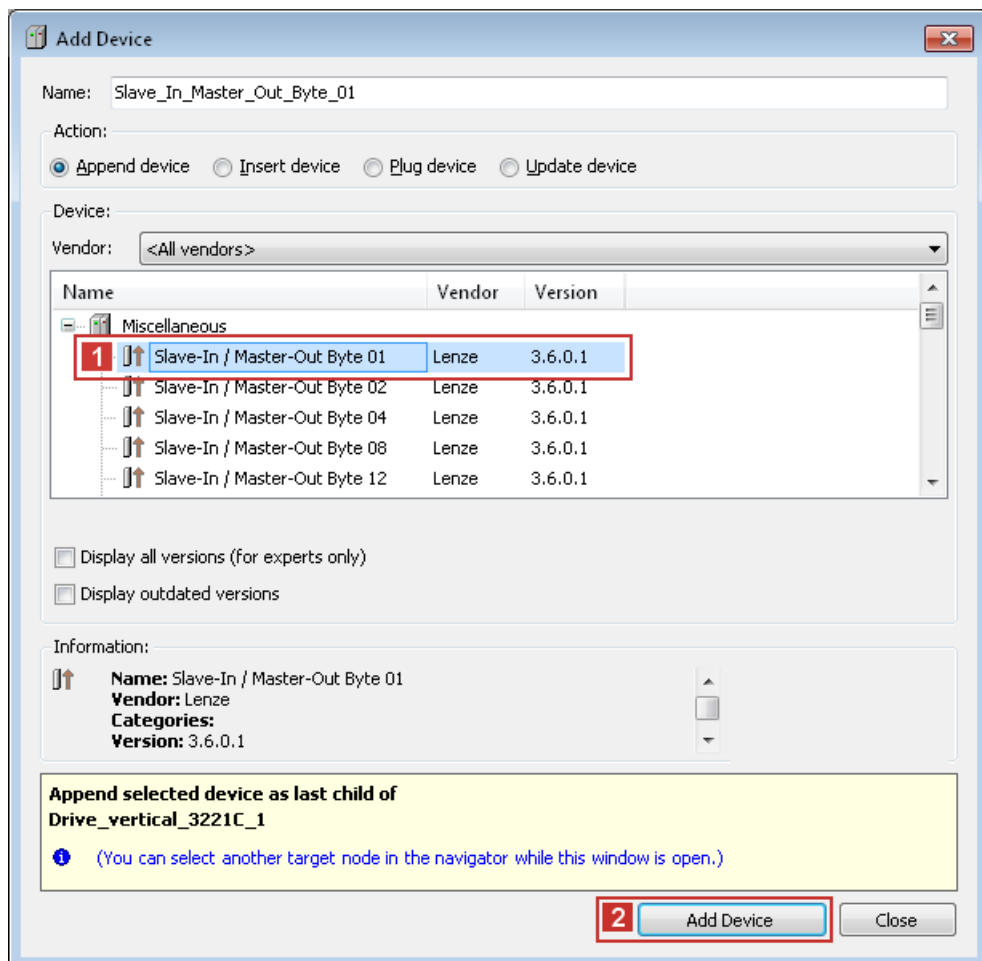 Add Device
Name: Slave_In_Master_Out_Byte_01
Action:
Append device Insert device Plug device Update device
Device:
Vendor: <All vendors>
Name Vendor Version
Miscellaneous
1 Slave-In / Master-Out Byte 01 Lenze 3.6.0.1
Slave-In / Master-Out Byte 02 Lenze 3.6.0.1
Slave-In / Master-Out Byte 04 Lenze 3.6.0.1
Slave-In / Master-Out Byte 08 Lenze 3.6.0.1
Slave-In / Master-Out Byte 12 Lenze 3.6.0.1
Display all versions (for experts only)
Display outdated versions
Information:
Name: Slave-In / Master-Out Byte 01
Vendor: Lenze
Categories:
Version: 3.6.0.1
Append selected device as last child of
Drive_vertical_3221C_1
(You can select another target node in the navigator while this window is open.)
2 Add Device Close